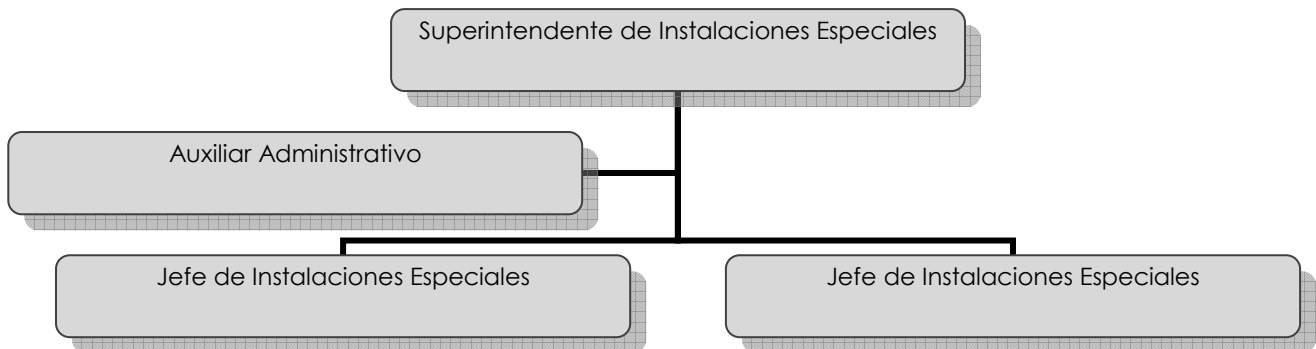 Superintendente de Instalaciones Especiales
Auxiliar Administrativo
Jefe de Instalaciones Especiales
Jefe de Instalaciones Especiales